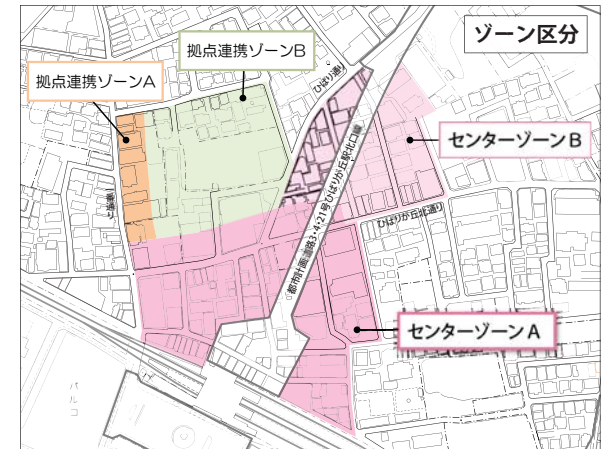 ゾーン区分
拠点連携ゾーンB
拠点連携ゾーンA
ひばり通り
センターゾーンB
都市計画道路3・4・21号ひばりが丘駅北口線
ひばりが丘北通り
センターゾーンA
パルコ